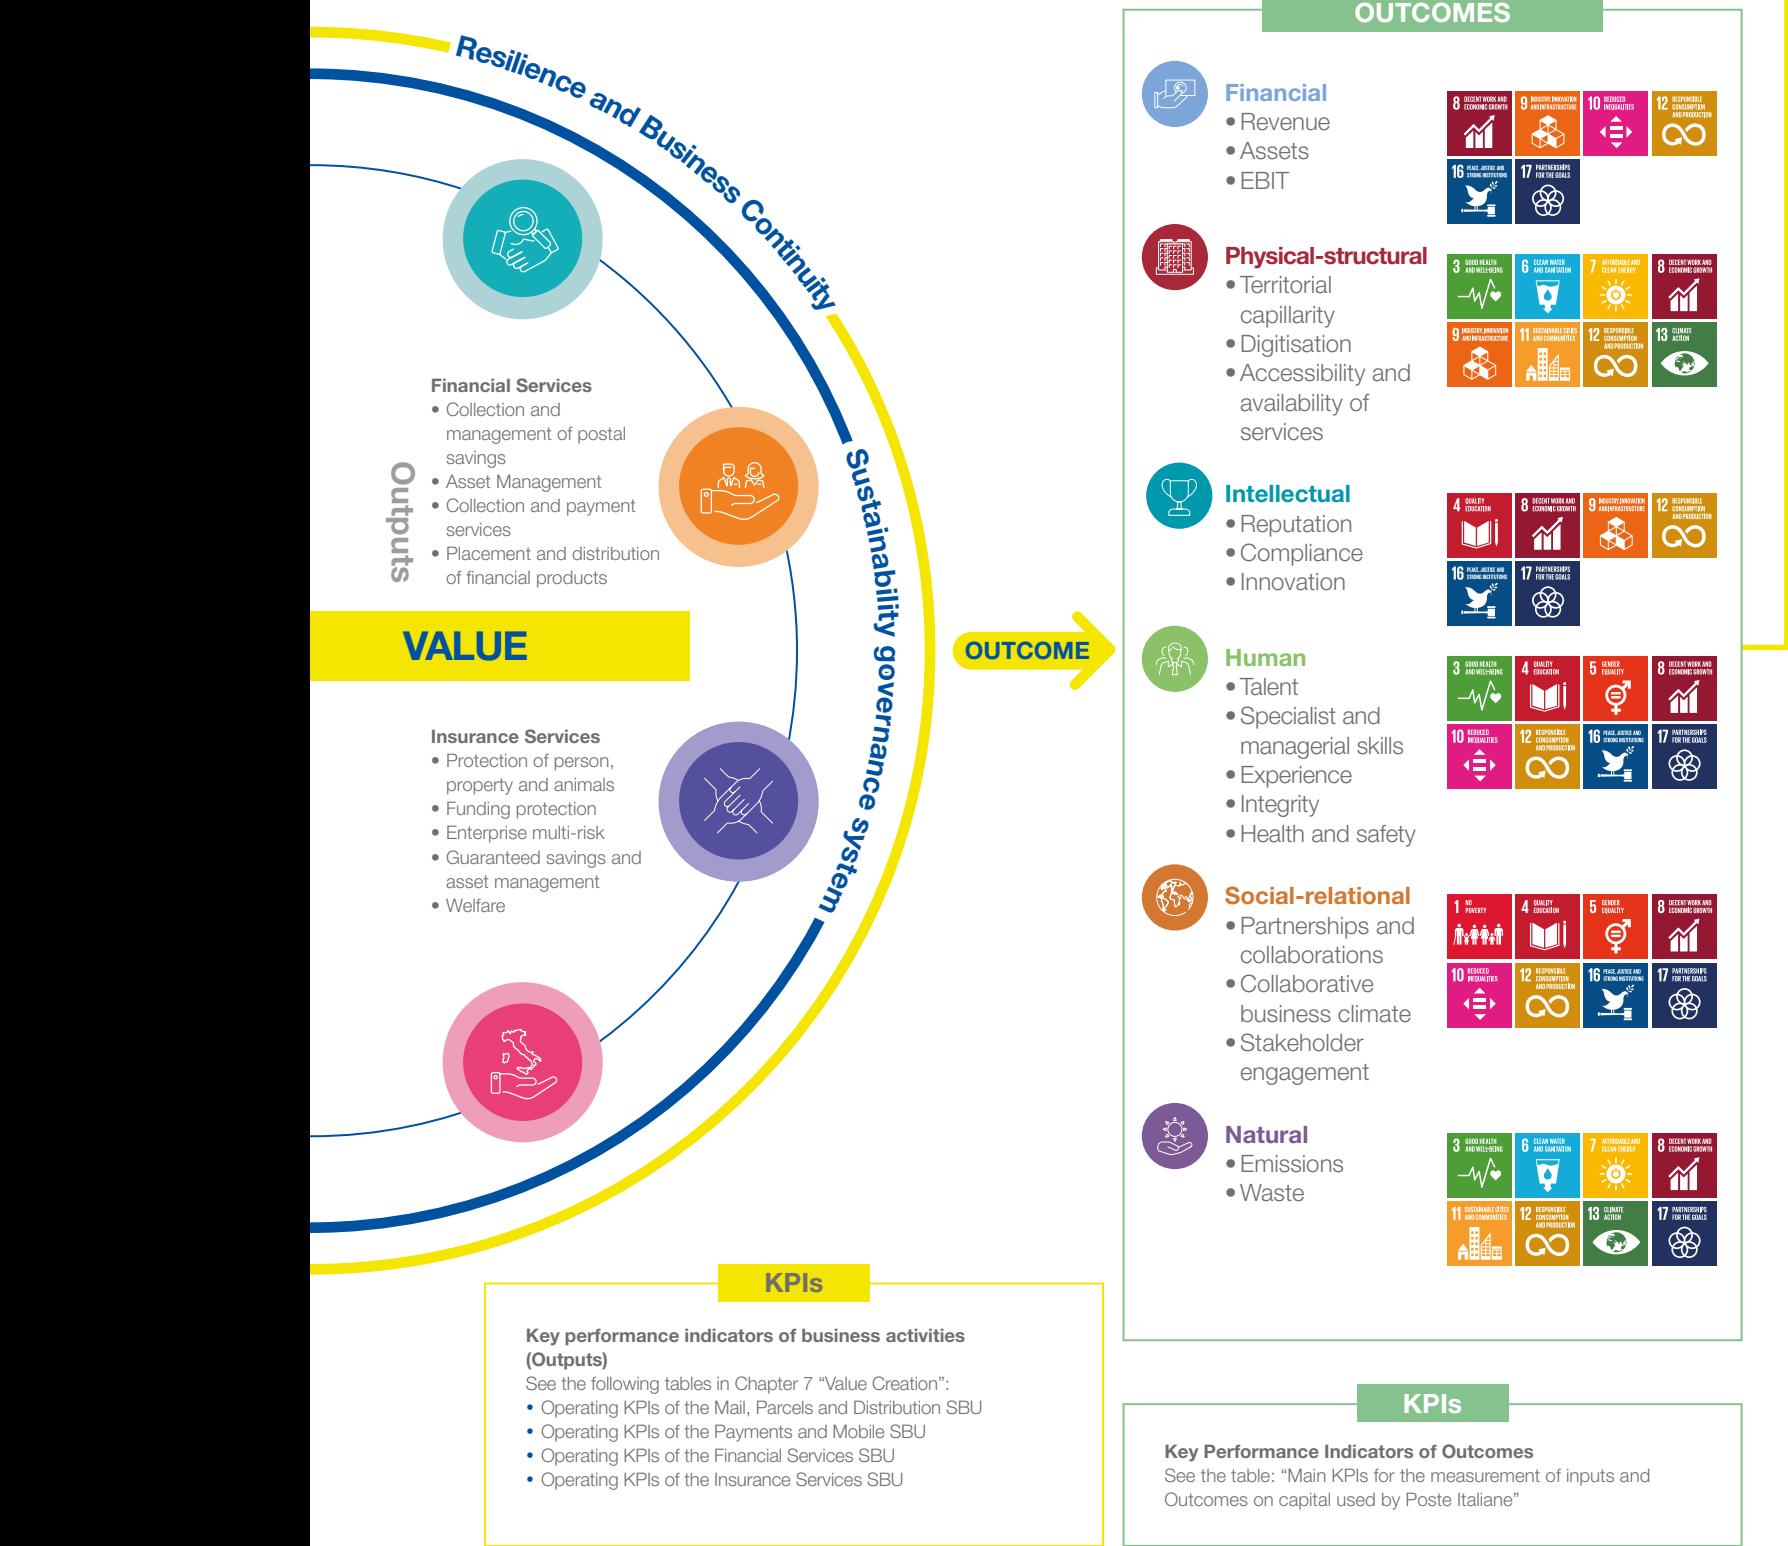 Resilience and Business Continuity
Sustainability governance system
Outputs
Financial Services
• Collection and
management of postal
savings
• Asset Management
• Collection and payment
services
• Placement and distribution
of financial products
VALUE
Insurance Services
• Protection of person,
property and animals
• Funding protection
• Enterprise multi-risk
• Guaranteed savings and
asset management
• Welfare
OUTCOME
KPIs
Key performance indicators of business activities
(Outputs)
See the following tables in Chapter 7 “Value Creation”:
• Operating KPIs of the Mail, Parcels and Distribution SBU
• Operating KPIs of the Payments and Mobile SBU
• Operating KPIs of the Financial Services SBU
• Operating KPIs of the Insurance Services SBU
OUTCOMES
Financial
• Revenue
• Assets
• EBIT
8 DECENT WORK AND
ECONOMIC GROWTH
9 INDUSTRY, INNOVATION
AND INFRASTRUCTURE
10 REDUCED
INEQUALITIES
12 RESPONSIBLE
CONSUMPTION
AND PRODUCTION
16 PEACE, JUSTICE AND
STRONG INSTITUTIONS
17 PARTNERSHIPS
FOR THE GOALS
Physical-structural
• Territorial
capillarity
• Digitisation
• Accessibility and
availability of
services
3 GOOD HEALTH
AND WELL-BEING
6 CLEAN WATER
AND SANITATION
7 AFFORDABLE AND
CLEAN ENERGY
8 DECENT WORK AND
ECONOMIC GROWTH
9 INDUSTRY, INNOVATION
AND INFRASTRUCTURE
11 SUSTAINABLE CITIES
AND COMMUNITIES
12 RESPONSIBLE
CONSUMPTION
AND PRODUCTION
13 CLIMATE
ACTION
Intellectual
• Reputation
• Compliance
• Innovation
4 QUALITY
EDUCATION
8 DECENT WORK AND
ECONOMIC GROWTH
9 INDUSTRY, INNOVATION
AND INFRASTRUCTURE
12 RESPONSIBLE
CONSUMPTION
AND PRODUCTION
16 PEACE, JUSTICE AND
STRONG INSTITUTIONS
17 PARTNERSHIPS
FOR THE GOALS
Human
• Talent
• Specialist and
managerial skills
• Experience
• Integrity
• Health and safety
3 GOOD HEALTH
AND WELL-BEING
4 QUALITY
EDUCATION
5 GENDER
EQUALITY
8 DECENT WORK AND
ECONOMIC GROWTH
10 REDUCED
INEQUALITIES
12 RESPONSIBLE
CONSUMPTION
AND PRODUCTION
16 PEACE, JUSTICE AND
STRONG INSTITUTIONS
17 PARTNERSHIPS
FOR THE GOALS
Social-relational
• Partnerships and
collaborations
• Collaborative
business climate
• Stakeholder
engagement
1 NO
POVERTY
4 QUALITY
EDUCATION
5 GENDER
EQUALITY
8 DECENT WORK AND
ECONOMIC GROWTH
10 REDUCED
INEQUALITIES
12 RESPONSIBLE
CONSUMPTION
AND PRODUCTION
16 PEACE, JUSTICE AND
STRONG INSTITUTIONS
17 PARTNERSHIPS
FOR THE GOALS
Natural
• Emissions
• Waste
3 GOOD HEALTH
AND WELL-BEING
6 CLEAN WATER
AND SANITATION
7 AFFORDABLE AND
CLEAN ENERGY
8 DECENT WORK AND
ECONOMIC GROWTH
11 SUSTAINABLE CITIES
AND COMMUNITIES
12 RESPONSIBLE
CONSUMPTION
AND PRODUCTION
13 CLIMATE
ACTION
17 PARTNERSHIPS
FOR THE GOALS
KPIs
Key Performance Indicators of Outcomes
See the table: “Main KPIs for the measurement of inputs and
Outcomes on capital used by Poste Italiane”